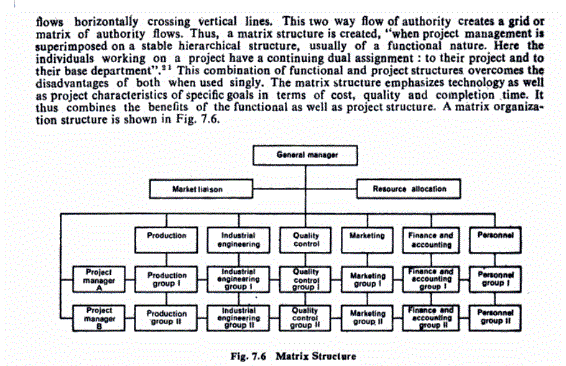 flows horizontally crossing vertical lines. This two way flow of authority creates a grid or
matrix of authority flows. Thus, a matrix structure is created, “when project management is
superimposed on a stable hierarchical structure, usually of a functional nature. Here the
individuals working on a project have a continuing dual assignment : to their project and to
their base department”.²¹ This combination of functional and project structures overcomes the
disadvantages of both when used singly. The matrix structure emphasizes technology as well
as project characteristics of specific goals in terms of cost, quality and completion time. It
thus combines the benefits of the functional as well as project structure. A matrix organiza-
tion structure is shown in Fig. 7.6.
General manager
Market liaison
Resource allocation
Production
Industrial
engineering
Quality
control
Marketing
Finance and
accounting
Personnel
Project
manager
A
Production
group I
Industrial
engineering
group I
Quality
control
group I
Marketing
group I
Finance and
accounting
group I
Personnel
group I
Project
manager
B
Production
group II
Industrial
engineering
group II
Quality
control
group II
Marketing
group II
Finance and
accounting
group II
Personnel
group II
Fig. 7.6 Matrix Structure